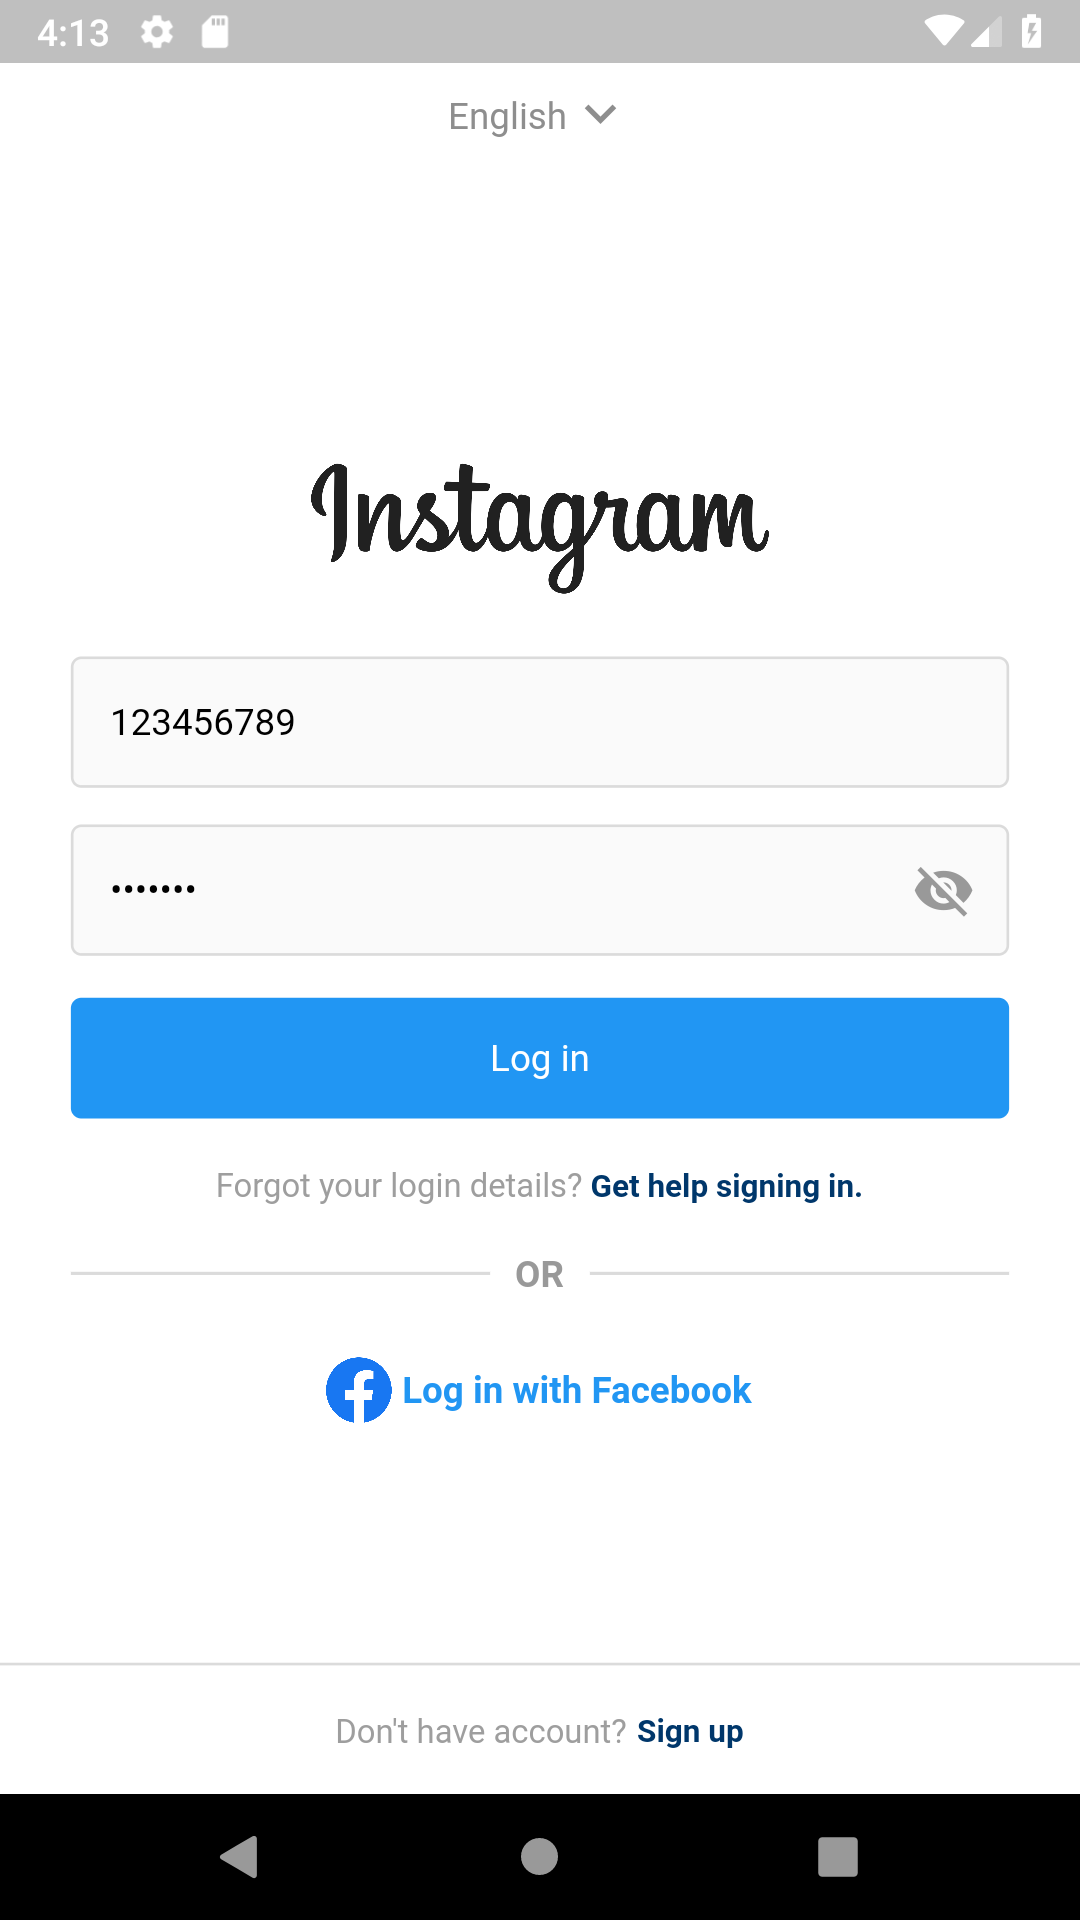 4:13
English
Instagram
123456789
•••••••
Log in
Forgot your login details? Get help signing in.
OR
Log in with Facebook
Don't have account? Sign up